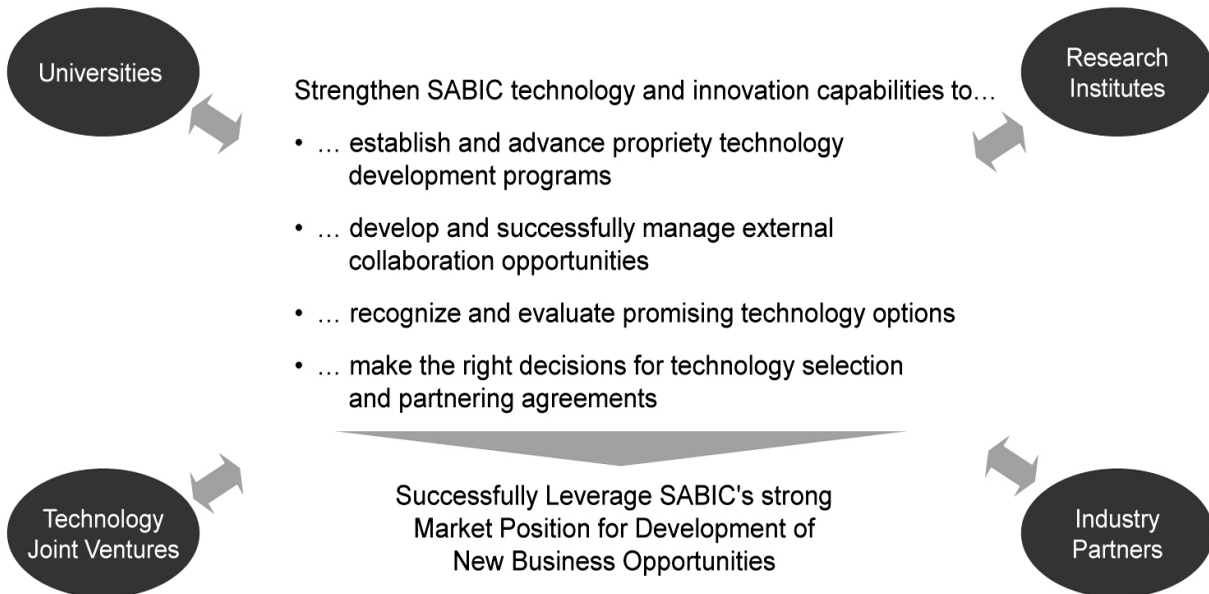 Universities
Research
Institutes
Strengthen SABIC technology and innovation capabilities to…
• … establish and advance propriety technology
development programs
• … develop and successfully manage external
collaboration opportunities
• … recognize and evaluate promising technology options
• … make the right decisions for technology selection
and partnering agreements
Technology
Joint Ventures
Successfully Leverage SABIC's strong
Market Position for Development of
New Business Opportunities
Industry
Partners